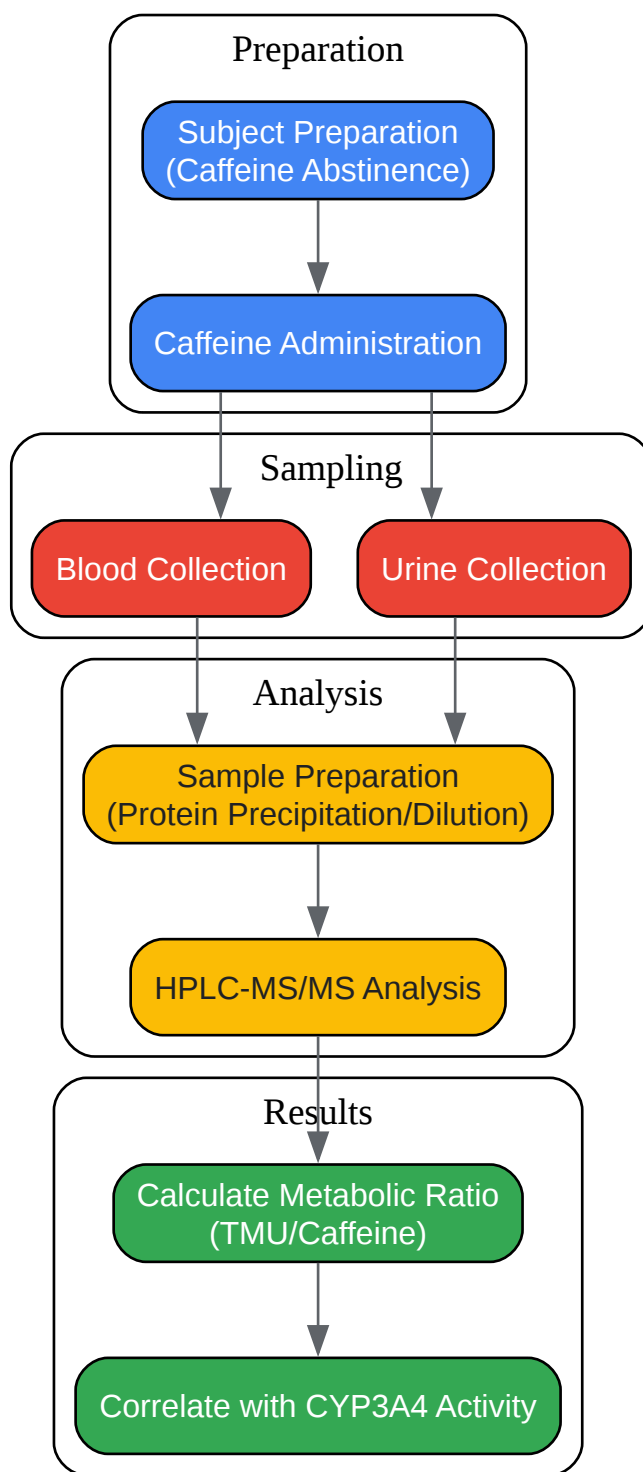 Preparation
Subject Preparation
(Caffeine Abstinence)
Caffeine Administration
Sampling
Blood Collection
Urine Collection
Analysis
Sample Preparation
(Protein Precipitation/Dilution)
HPLC-MS/MS Analysis
Results
Calculate Metabolic Ratio
(TMU/Caffeine)
Correlate with CYP3A4 Activity